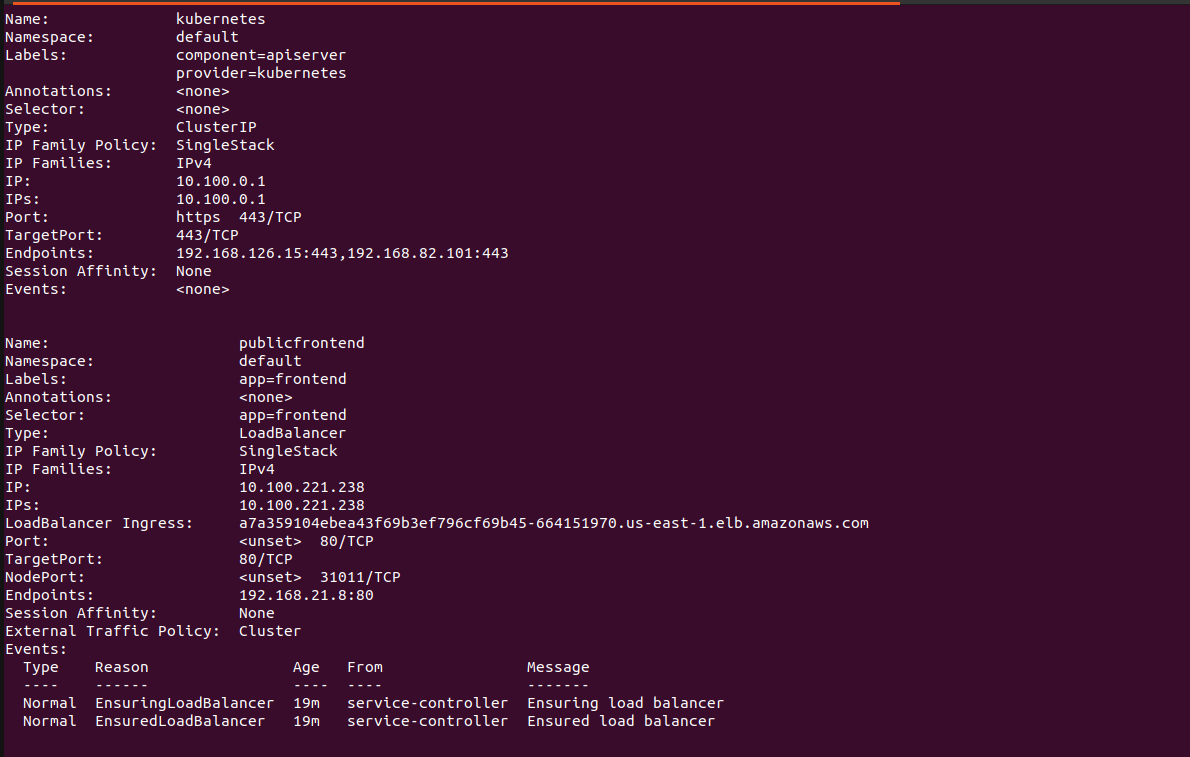 Name:              kubernetes
Namespace:         default
Labels:            component=apiserver
                   provider=kubernetes
Annotations:       <none>
Selector:          <none>
Type:              ClusterIP
IP Family Policy:  SingleStack
IP Families:       IPv4
IP:                10.100.0.1
IPs:               10.100.0.1
Port:              https  443/TCP
TargetPort:        443/TCP
Endpoints:         192.168.126.15:443,192.168.82.101:443
Session Affinity:  None
Events:            <none>
Name:                     publicfrontend
Namespace:                default
Labels:                   app=frontend
Annotations:              <none>
Selector:                 app=frontend
Type:                     LoadBalancer
IP Family Policy:         SingleStack
IP Families:              IPv4
IP:                       10.100.221.238
IPs:                      10.100.221.238
LoadBalancer Ingress:     a7a359104ebea43f69b3ef796cf69b45-664151970.us-east-1.elb.amazonaws.com
Port:                     <unset>  80/TCP
TargetPort:               80/TCP
NodePort:                 <unset>  31011/TCP
Endpoints:                192.168.21.8:80
Session Affinity:         None
External Traffic Policy:  Cluster
Events:
  Type    Reason                Age   From                Message
  ----    ------                ----  ----                -------
  Normal  EnsuringLoadBalancer  19m   service-controller  Ensuring load balancer
  Normal  EnsuredLoadBalancer   19m   service-controller  Ensured load balancer